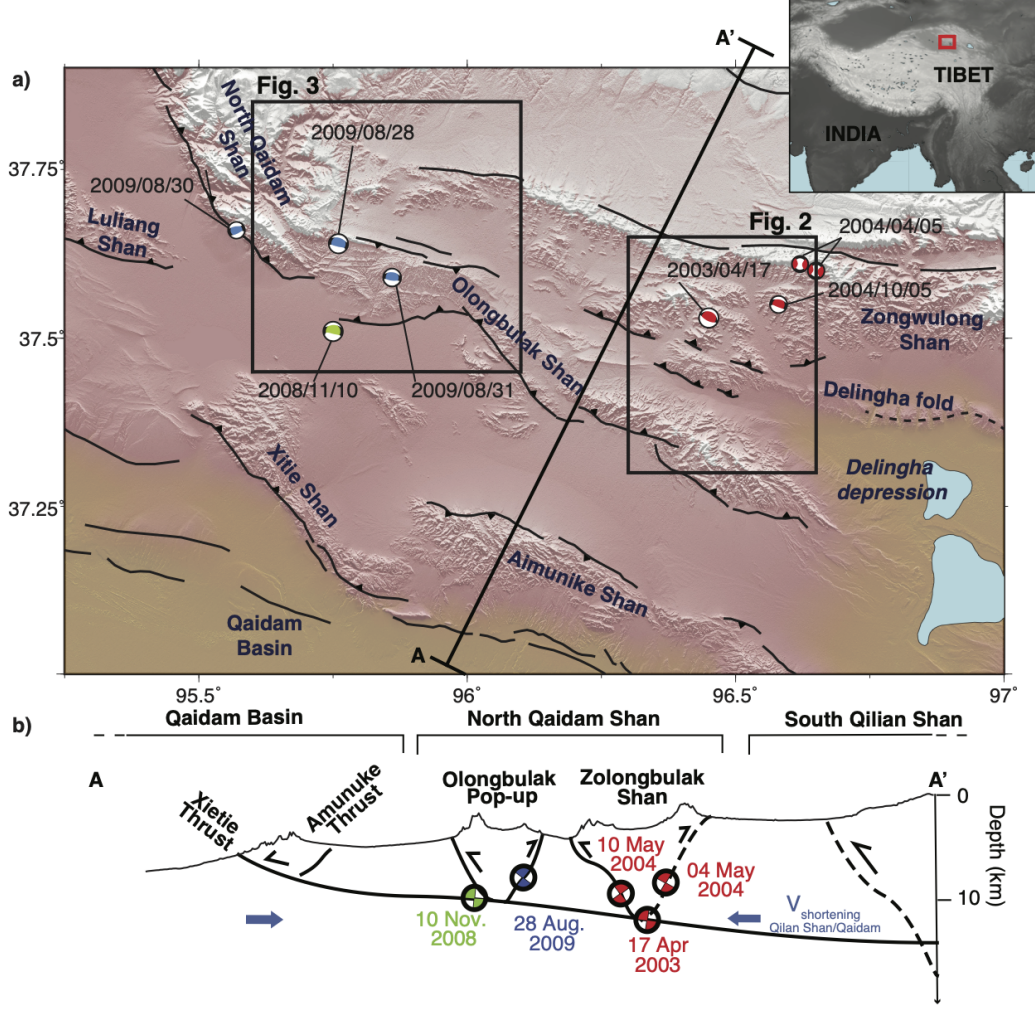 A'
TIBET
INDIA
a)
Fig. 3
North Qaidam
Shan
2009/08/28
37.75°
2009/08/30
Luliang
Shan
Fig. 2
2004/04/05
2003/04/17
2004/10/05
Zongwulong
Shan
Olongbulak Shan
37.5°
2008/11/10
2009/08/31
Delingha fold
Delingha
depression
Xitie Shan
37.25°
Aimunike Shan
Qaidam
Basin
A
95.5°
96°
96.5°
97°
b)
Qaidam Basin
North Qaidam Shan
South Qilian Shan
A
Xietie
Thrust
Amunuke
Thrust
Olongbulak
Pop-up
Zolongbulak
Shan
A'
0
10
Depth (km)
10 May
2004
04 May
2004
10 Nov.
2008
28 Aug.
2009
17 Apr
2003
V shortening
Qilan Shan/Qaidam